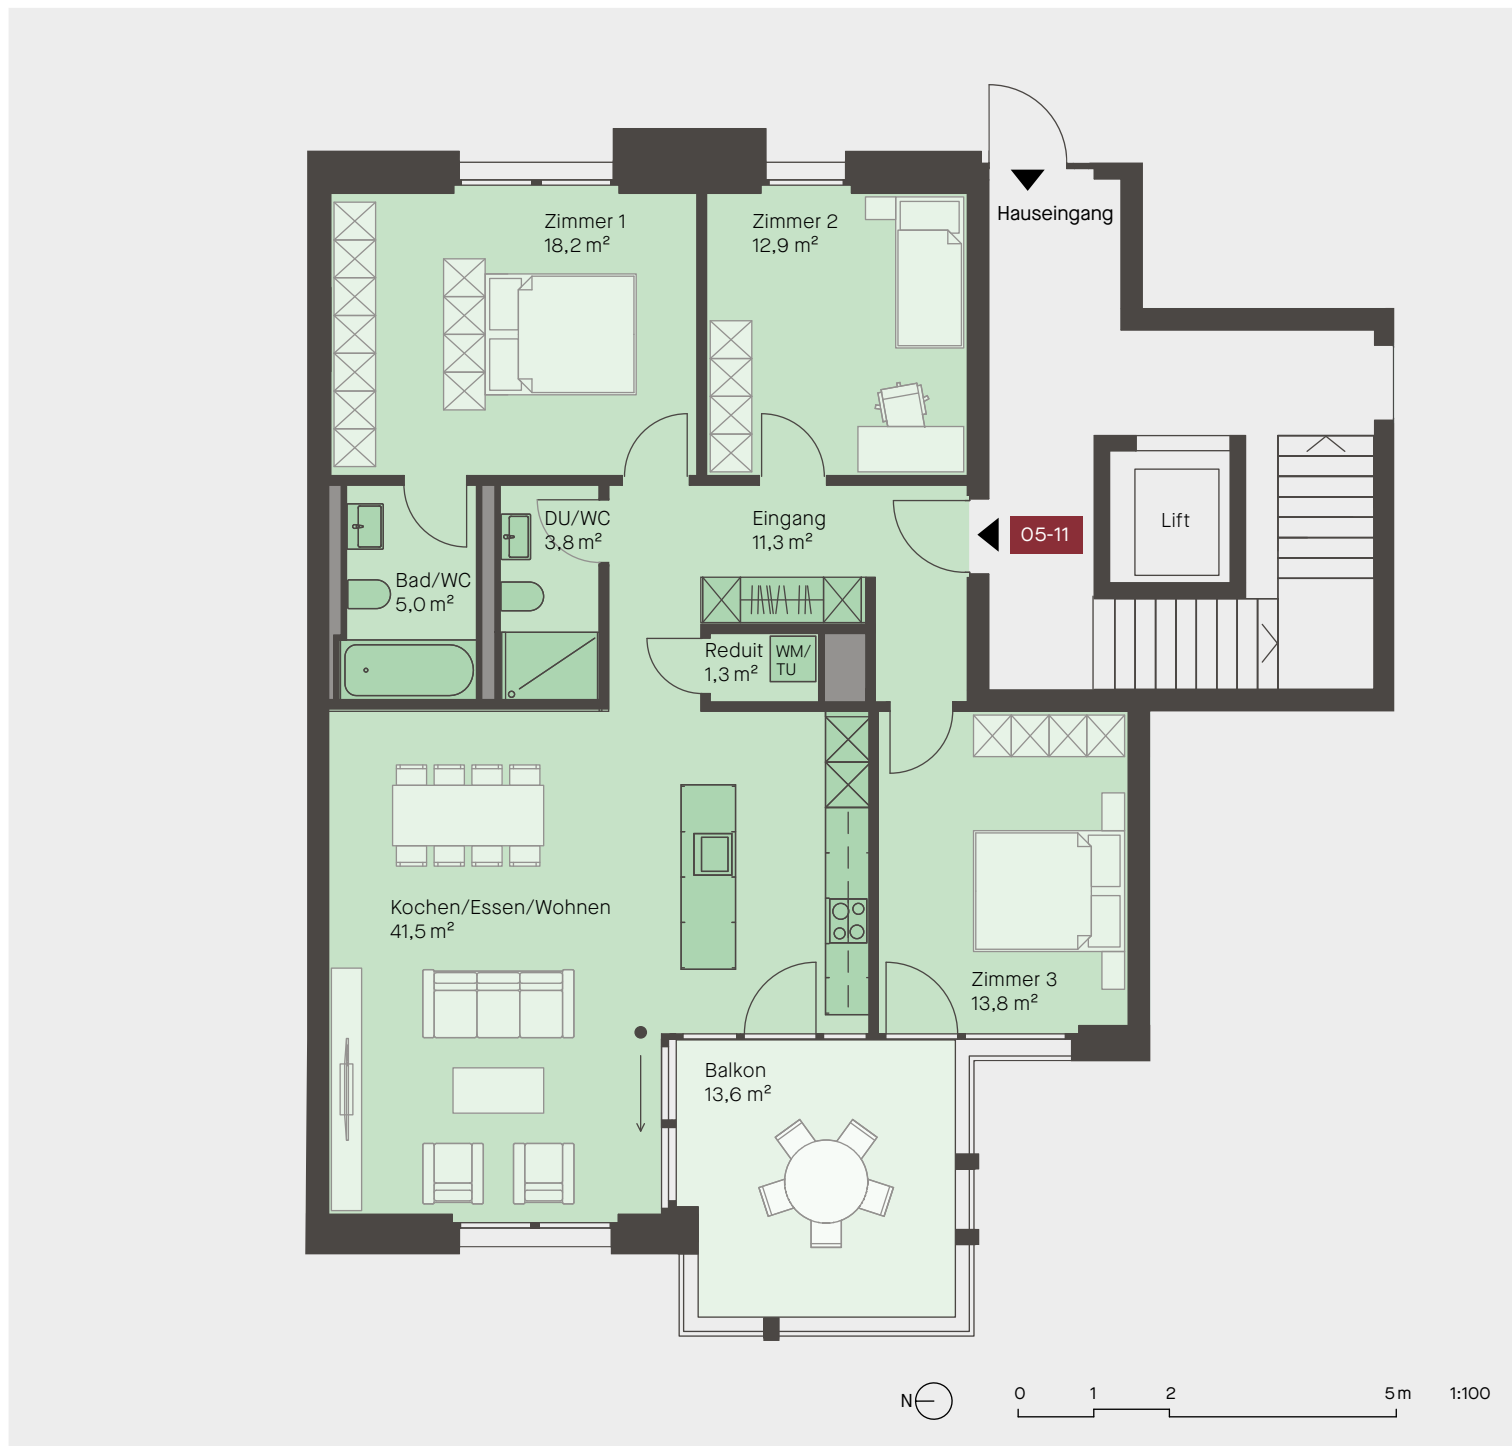 Hauseingang
Zimmer 1
18,2 m²
Zimmer 2
12,9 m²
DU/WC
3,8 m²
Eingang
11,3 m²
05-11
Lift
Bad/WC
5,0 m²
Reduit
1,3 m²
WM/
TU
Kochen/Essen/Wohnen
41,5 m²
Zimmer 3
13,8 m²
Balkon
13,6 m²
N
0 1 2 5 m 1:100